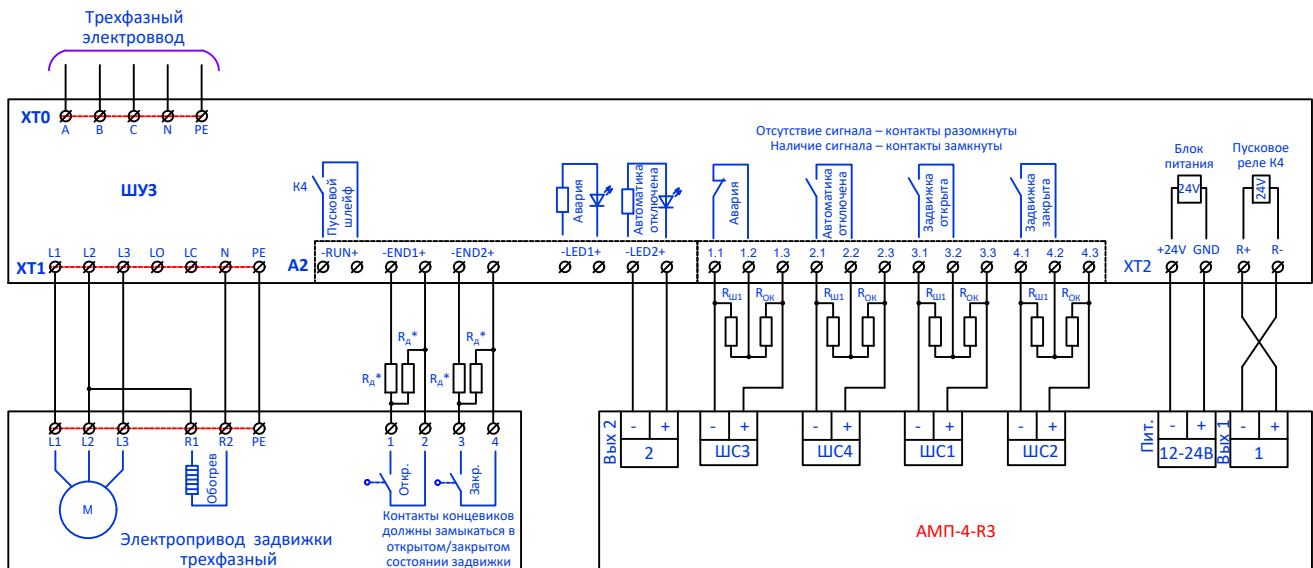 Трехфазный
электроввод
XT0
A B C N PE
Отсутствие сигнала – контакты разомкнуты
Наличие сигнала – контакты замкнуты
ШУЗ
К4
Пусковой
шлейф
Авария
Автоматика
отключена
Авария
Автоматика
отключена
Задвижка
открыта
Задвижка
закрыта
Блок
питания
24V
Пусковое
реле К4
24V
XT1
L1 L2 L3 LO LC N PE
A2
-RUN+ -END1+ -END2+ -LED1+ -LED2+
1.1 1.2 1.3 2.1 2.2 2.3 3.1 3.2 3.3 4.1 4.2 4.3
XT2
+24V GND R+ R-
Rш1 Rок Rш1 Rок Rш1 Rок Rш1 Rок
Rд* Rд*
Rд* Rд*
L1 L2 L3 R1 R2 PE
1 2 3 4
M
Обогрев
Откр.
Закр.
Электропривод задвижки
трехфазный
Контакты концевиков
должны замыкаться в
открытом/закрытом
состоянии задвижки
Вых 2
- +
2
- +
ШС3
- +
ШС4
- +
ШС1
- +
ШС2
Пит.
- +
12-24В
Вых 1
- +
1
АМП-4-R3